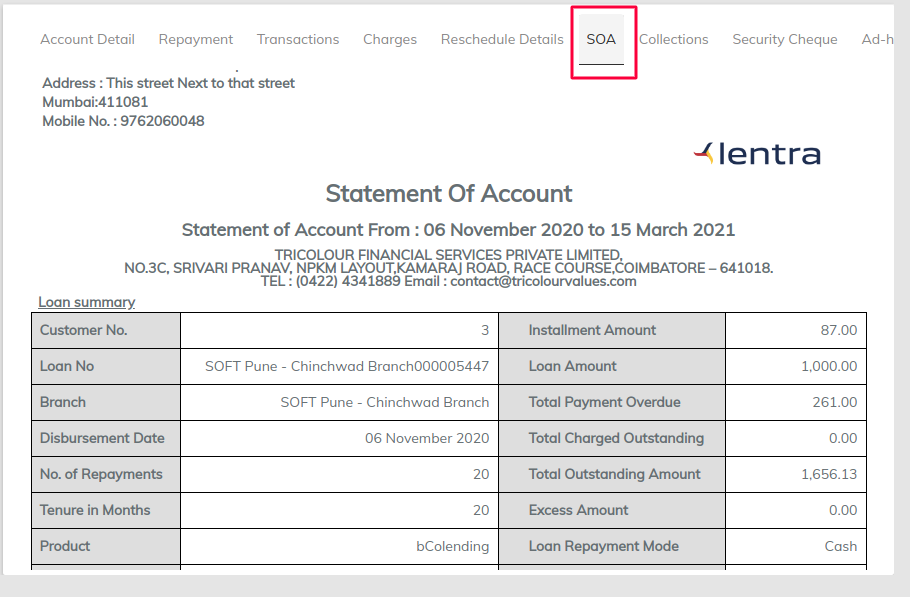 Account Detail Repayment Transactions Charges Reschedule Details SOA Collections Security Cheque Ad-h
.
Address : This street Next to that street
Mumbai:411081
Mobile No. : 9762060048
lentra
Statement Of Account
Statement of Account From : 06 November 2020 to 15 March 2021
TRICOLOUR FINANCIAL SERVICES PRIVATE LIMITED,
NO.3C, SRIVARI PRANAV, NPKM LAYOUT,KAMARAJ ROAD, RACE COURSE,COIMBATORE – 641018.
TEL : (0422) 4341889 Email : contact@tricolourvalues.com
Loan summary
Customer No. 3 Installment Amount 87.00
Loan No SOFT Pune - Chinchwad Branch000005447 Loan Amount 1,000.00
Branch SOFT Pune - Chinchwad Branch Total Payment Overdue 261.00
Disbursement Date 06 November 2020 Total Charged Outstanding 0.00
No. of Repayments 20 Total Outstanding Amount 1,656.13
Tenure in Months 20 Excess Amount 0.00
Product bColending Loan Repayment Mode Cash